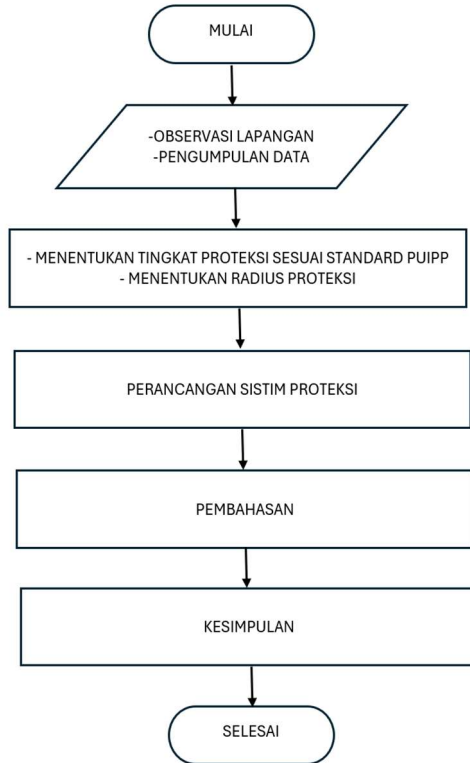 MULAI
-OBSERVASI LAPANGAN
-PENGUMPULAN DATA
- MENENTUKAN TINGKAT PROTEKSI SESUAI STANDARD PUIPP
- MENENTUKAN RADIUS PROTEKSI
PERANCANGAN SISTIM PROTEKSI
PEMBAHASAN
KESIMPULAN
SELESAI